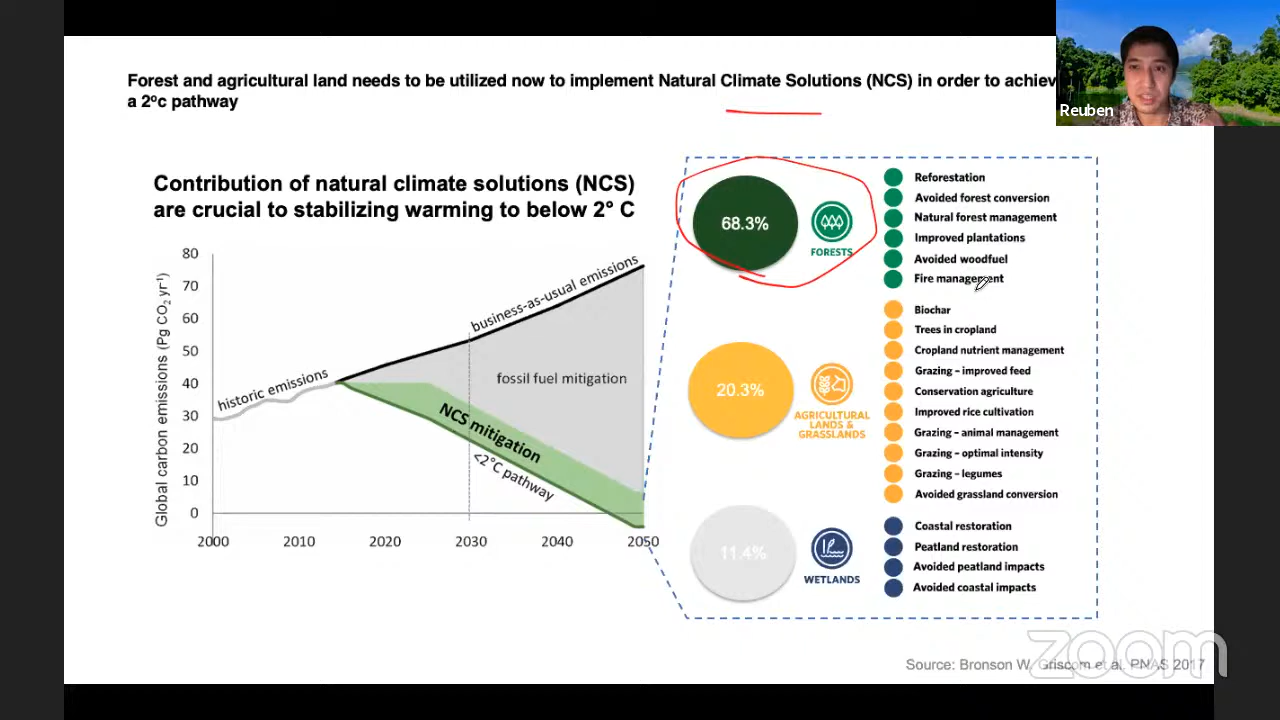 Forest and agricultural land needs to be utilized now to implement Natural Climate Solutions (NCS) in order to
a 2ºc pathway
Reuben
Contribution of natural climate solutions (NCS)
are crucial to stabilizing warming to below 2° C
Global carbon emissions (Pg CO₂ yr⁻¹)
80
70
60
50
40
30
20
10
0
2000
2010
2020
2030
2040
2050
historic emissions
business-as-usual emissions
fossil fuel mitigation
NCS mitigation
<2°C pathway
68.3%
FORESTS
Reforestation
Avoided forest conversion
Natural forest management
Improved plantations
Avoided woodfuel
Fire management
20.3%
AGRICULTURAL
LANDS &
GRASSLANDS
Biochar
Trees in cropland
Cropland nutrient management
Grazing – improved feed
Conservation agriculture
Improved rice cultivation
Grazing – animal management
Grazing – optimal intensity
Grazing – legumes
Avoided grassland conversion
11.4%
WETLANDS
Coastal restoration
Peatland restoration
Avoided peatland impacts
Avoided coastal impacts
zoom
Source: Bronson W. Griscom et al. PNAS 2017